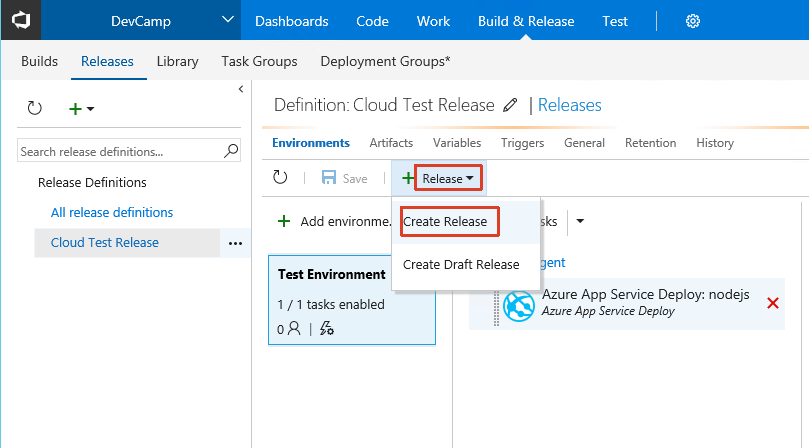 DevCamp Dashboards Code Work Build & Release Test
Builds Releases Library Task Groups Deployment Groups*
Definition: Cloud Test Release | Releases
Search release definitions...
Environments Artifacts Variables Triggers General Retention History
Release Definitions
Save
Release
All release definitions
Add environme.
Create Release
Cloud Test Release
Create Draft Release
Test Environment
1 / 1 tasks enabled
0
Azure App Service Deploy: nodejs
Azure App Service Deploy